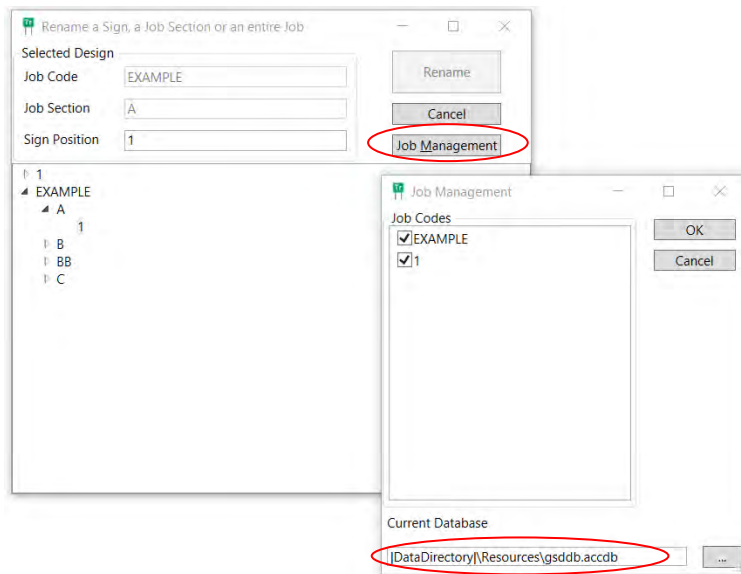 Rename a Sign, a Job Section or an entire Job
Selected Design
Job Code EXAMPLE
Job Section A
Sign Position 1
Rename
Cancel
Job Management
1
EXAMPLE
A
1
B
BB
C
Job Management
Job Codes
EXAMPLE
1
OK
Cancel
Current Database
|DataDirectory|\Resources\gsddb.accdb
...